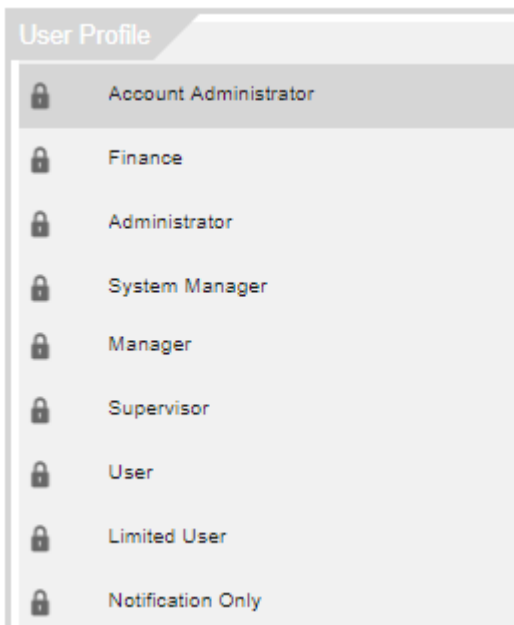 User Profile
Account Administrator
Finance
Administrator
System Manager
Manager
Supervisor
User
Limited User
Notification Only